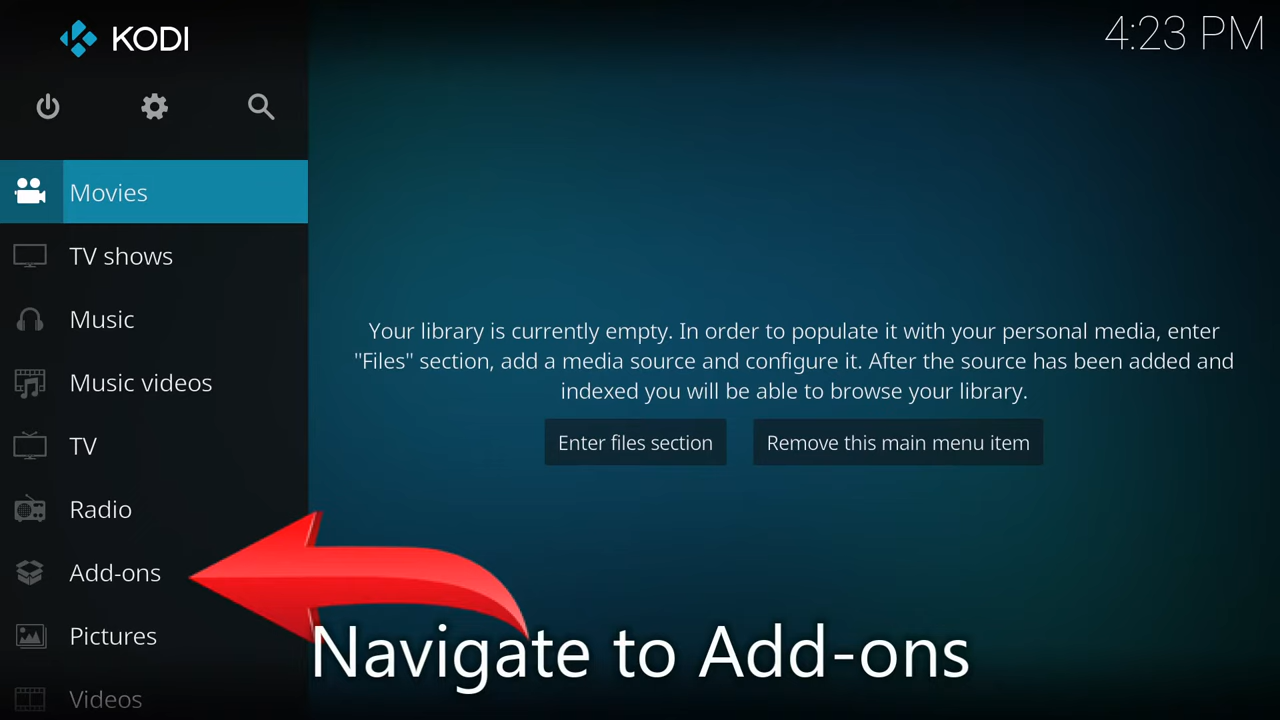 KODI
4:23 PM
Movies
TV shows
Music
Music videos
TV
Radio
Add-ons
Pictures
Videos
Your library is currently empty. In order to populate it with your personal media, enter
"Files" section, add a media source and configure it. After the source has been added and
indexed you will be able to browse your library.
Enter files section
Remove this main menu item
Navigate to Add-ons